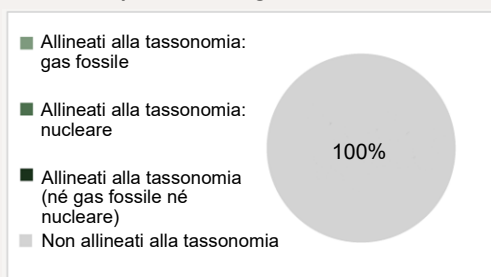 Allineati alla tassonomia:
gas fossile
Allineati alla tassonomia:
nucleare
Allineati alla tassonomia
(né gas fossile né
nucleare)
Non allineati alla tassonomia
100%